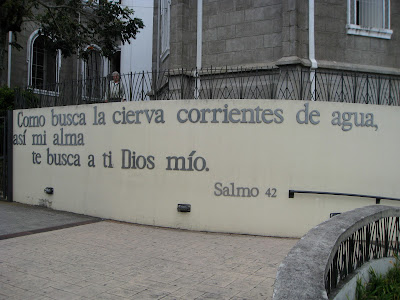 Como busca la cierva corrientes de agua,
así mi alma
te busca a ti Dios mío.
Salmo 42